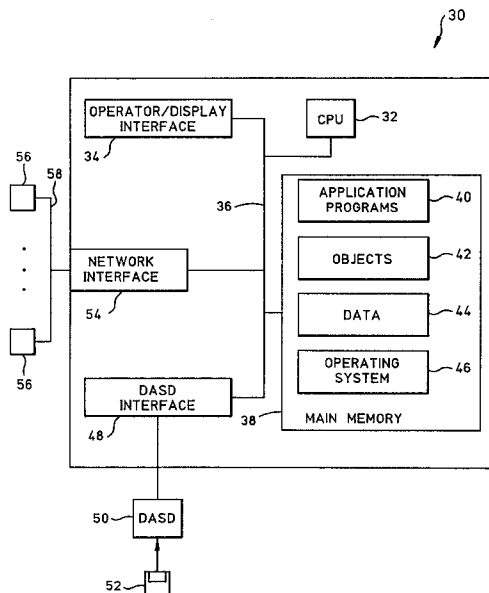 30
OPERATOR/DISPLAY
INTERFACE
34
CPU
32
56
58
36
APPLICATION
PROGRAMS
40
OBJECTS
42
NETWORK
INTERFACE
54
DATA
44
OPERATING
SYSTEM
46
56
DASD
INTERFACE
48
38
MAIN MEMORY
50
DASD
52